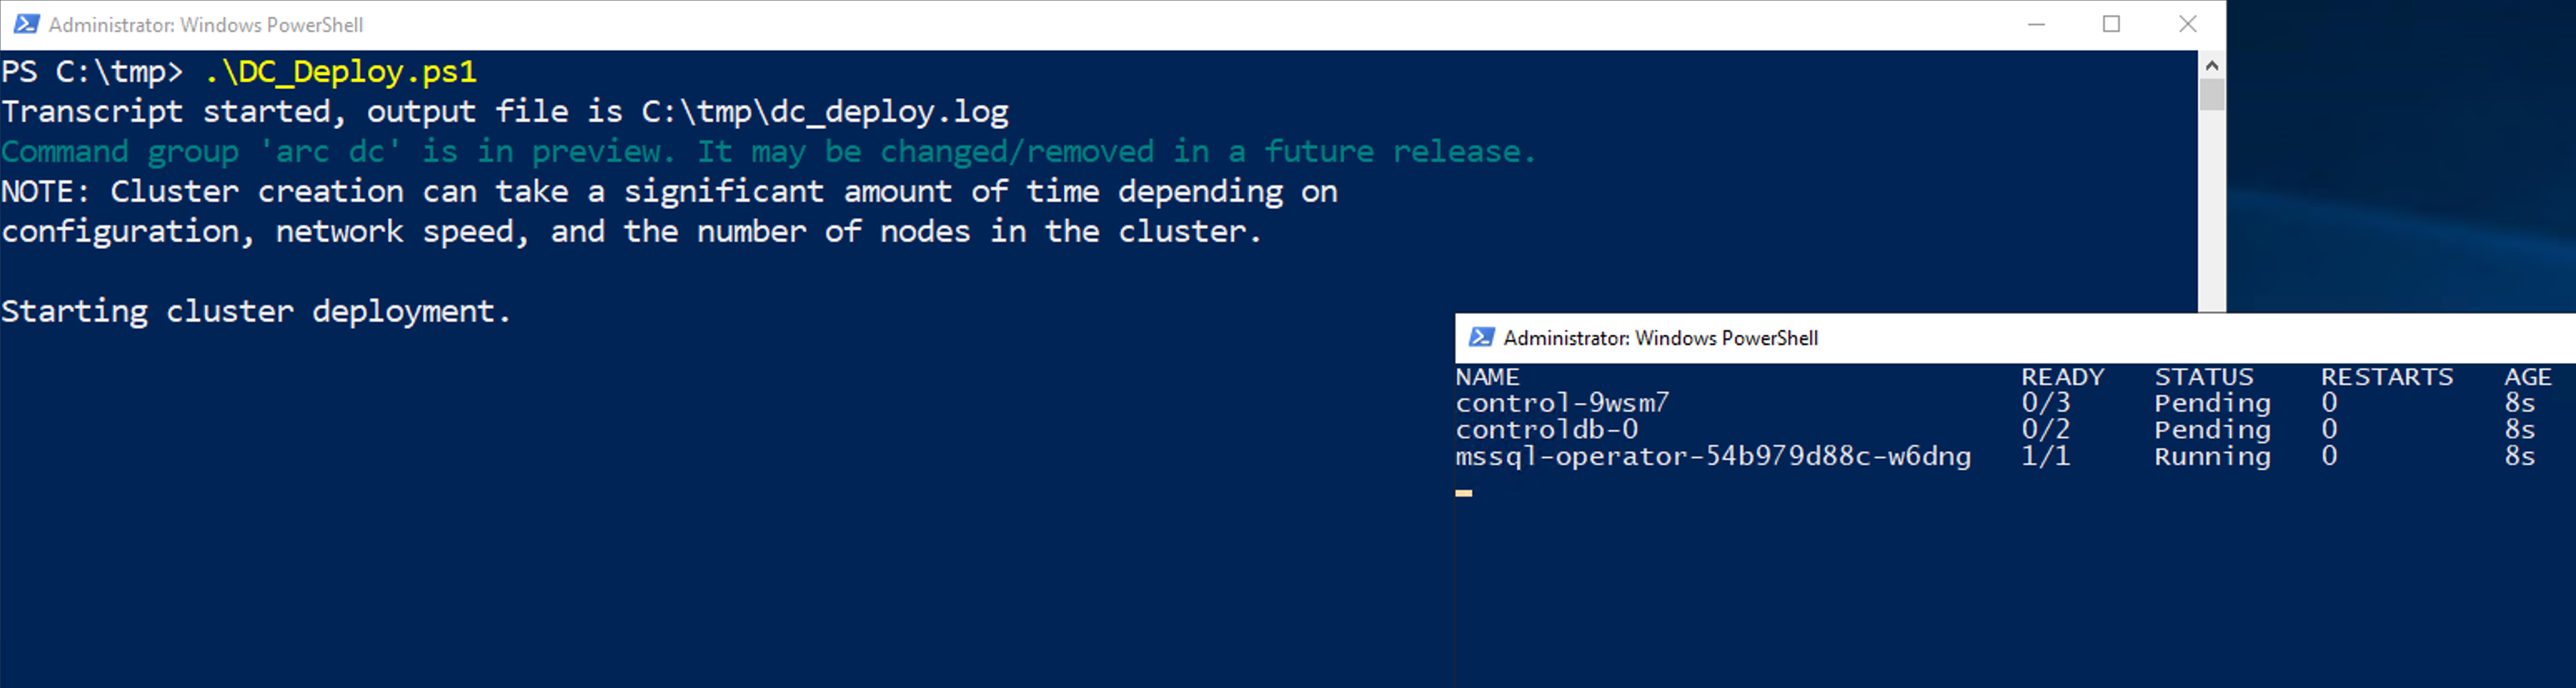 Administrator: Windows PowerShell
PS C:\tmp> .\DC_Deploy.ps1
Transcript started, output file is C:\tmp\dc_deploy.log
Command group 'arc dc' is in preview. It may be changed/removed in a future release.
NOTE: Cluster creation can take a significant amount of time depending on
configuration, network speed, and the number of nodes in the cluster.
Starting cluster deployment.
Administrator: Windows PowerShell
NAME READY STATUS RESTARTS AGE
control-9wsm7 0/3 Pending 0 8s
controldb-0 0/2 Pending 0 8s
mssql-operator-54b979d88c-w6dng 1/1 Running 0 8s